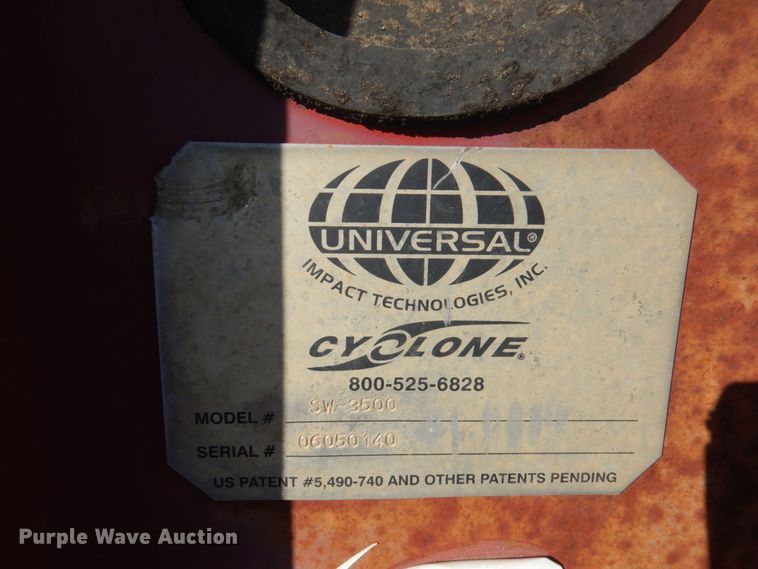 UNIVERSAL®
IMPACT TECHNOLOGIES, INC.
CYCLONE®
800-525-6828
MODEL # SW-3500
SERIAL # 06050140
US PATENT #5,490-740 AND OTHER PATENTS PENDING
Purple Wave Auction